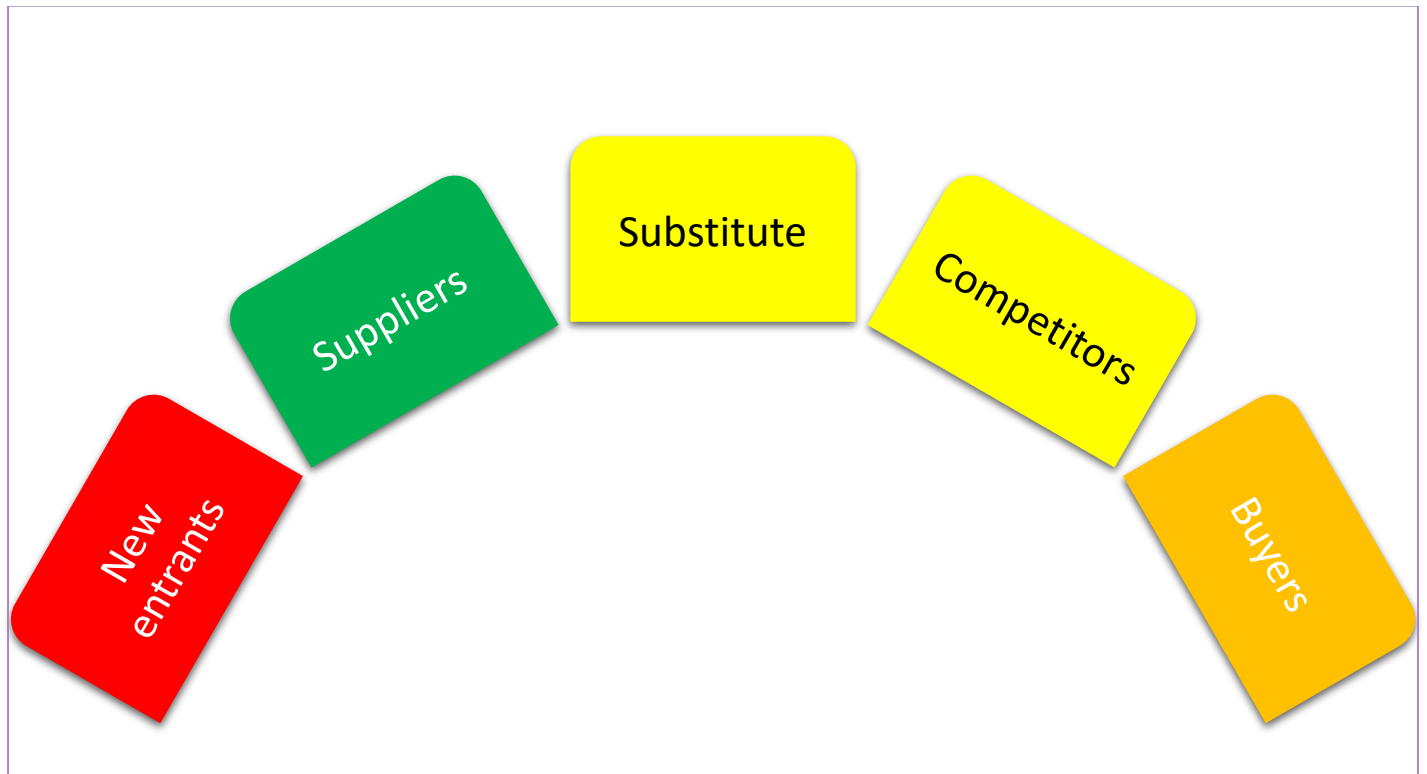 New
entrants
Suppliers
Substitute
Competitors
Buyers